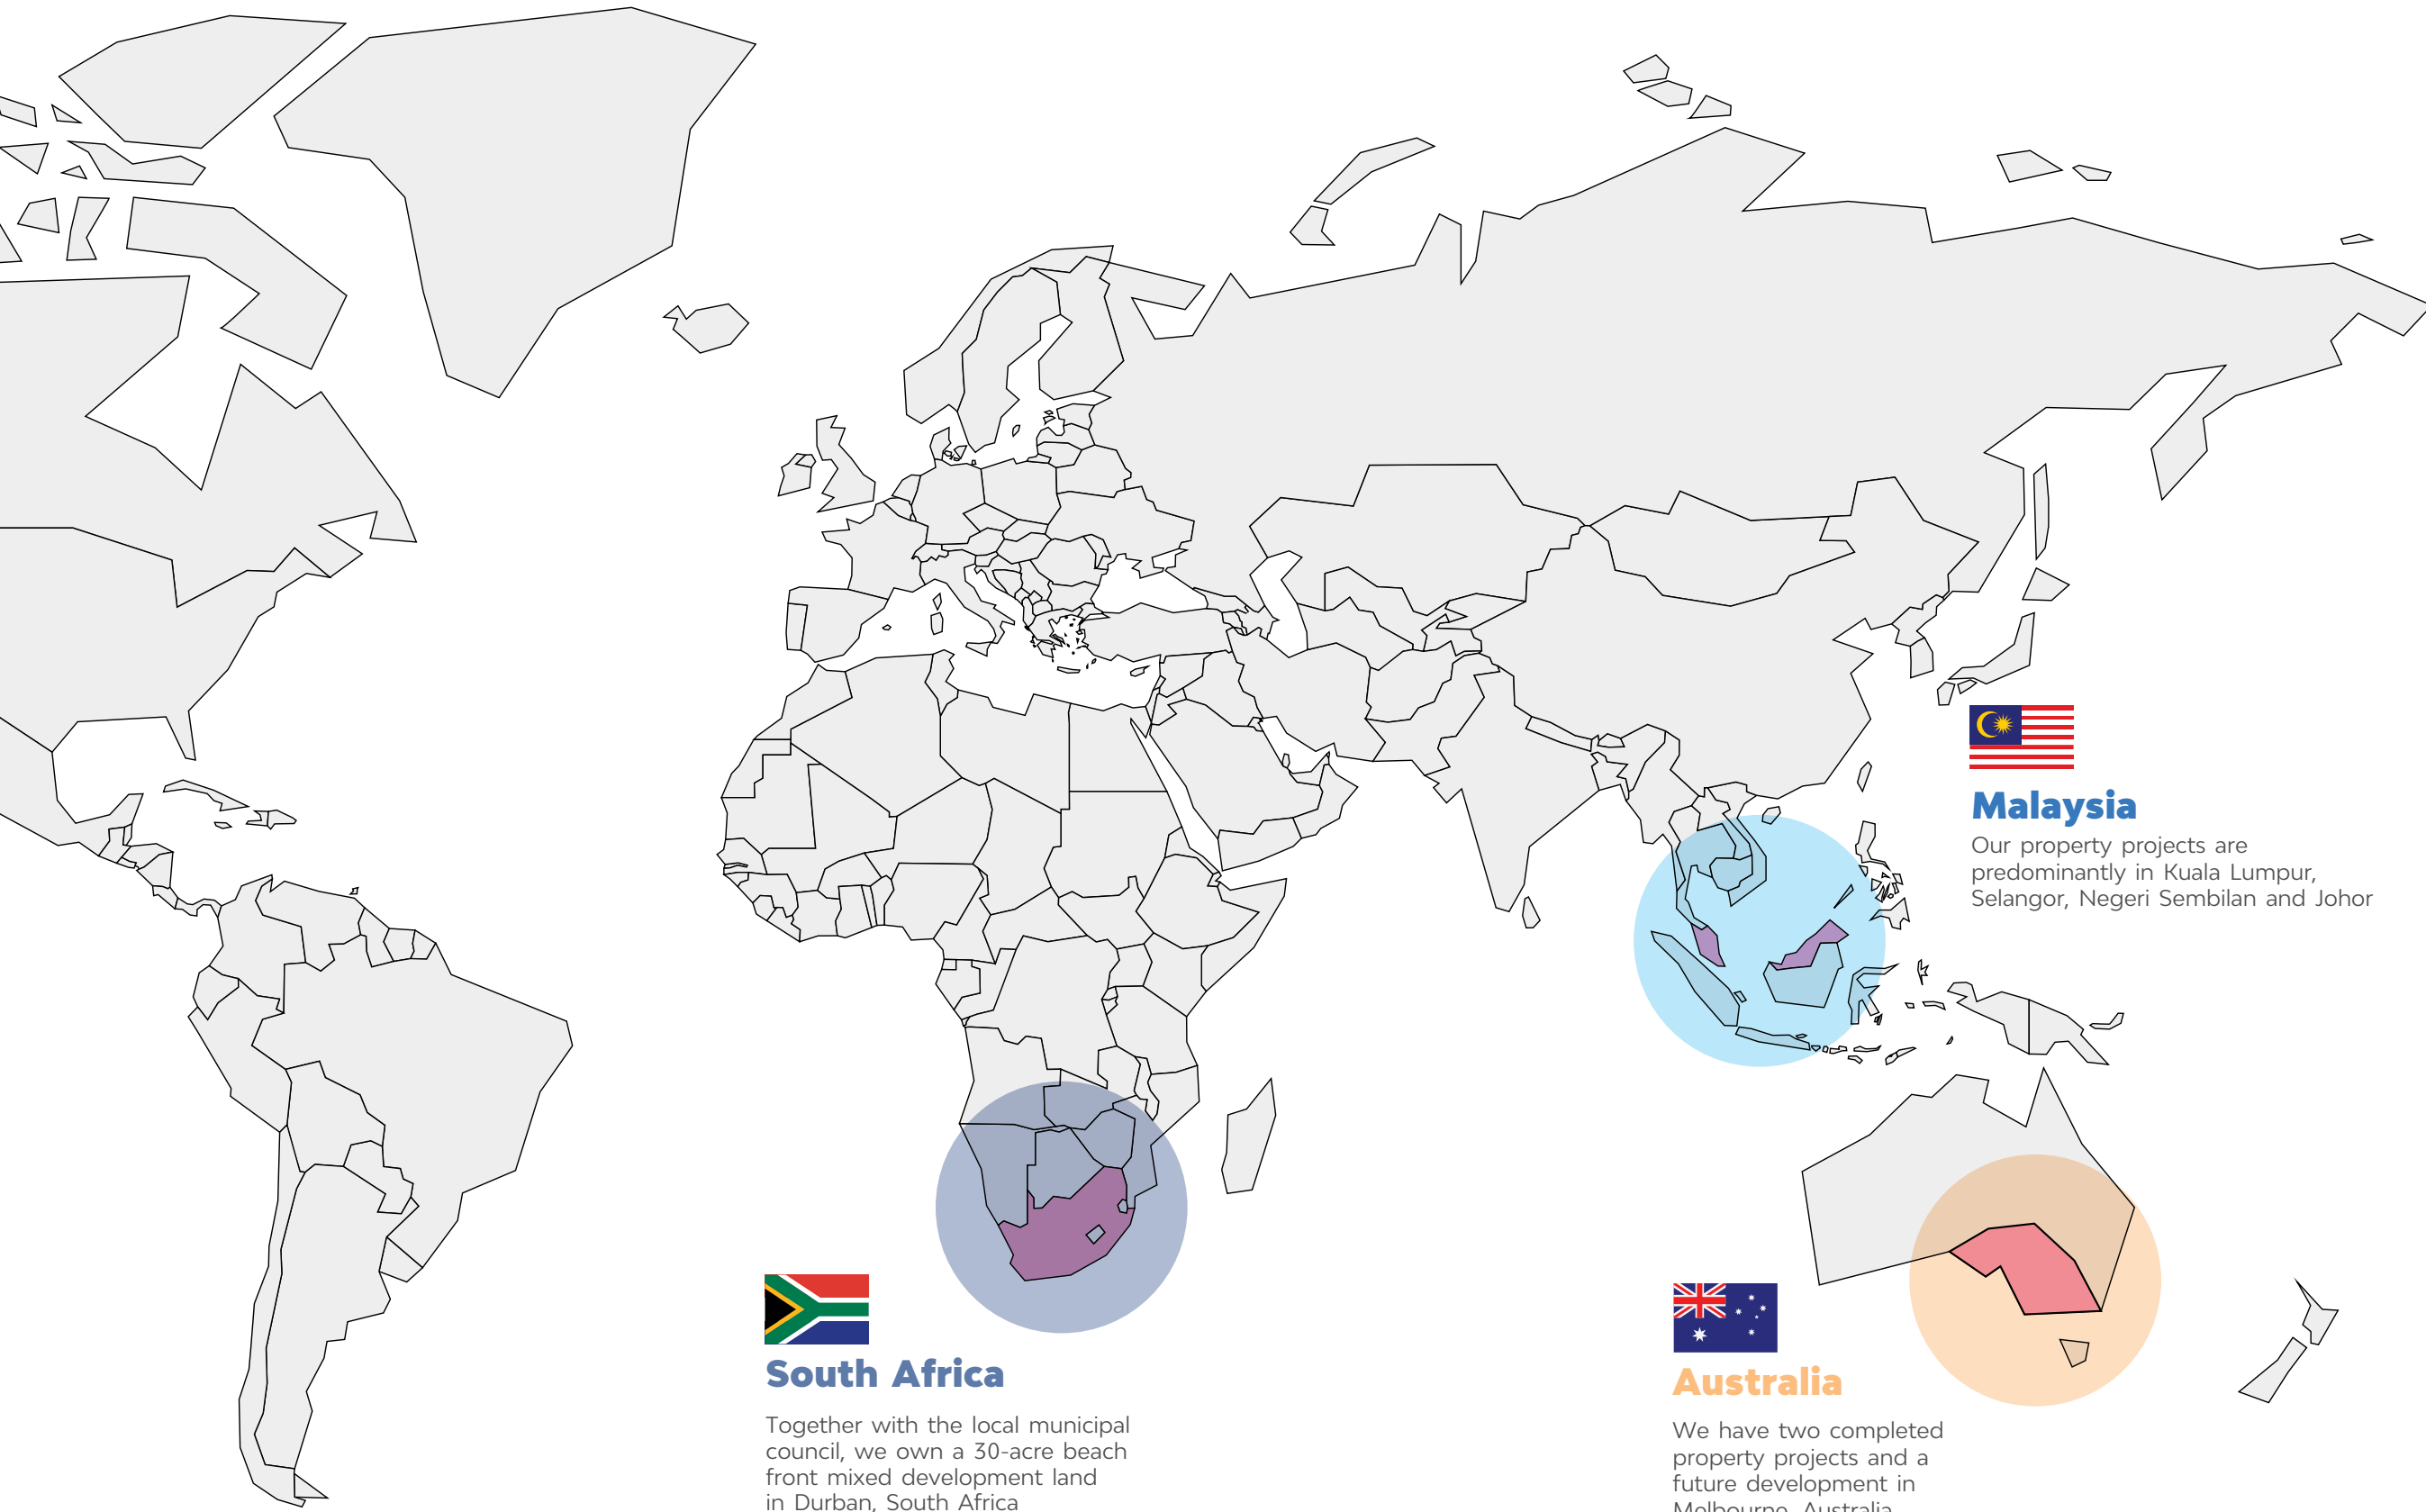 Malaysia
Our property projects are
predominantly in Kuala Lumpur,
Selangor, Negeri Sembilan and Johor
South Africa
Together with the local municipal
council, we own a 30-acre beach
front mixed development land
in Durban, South Africa
Australia
We have two completed
property projects and a
future development in
Melbourne, Australia